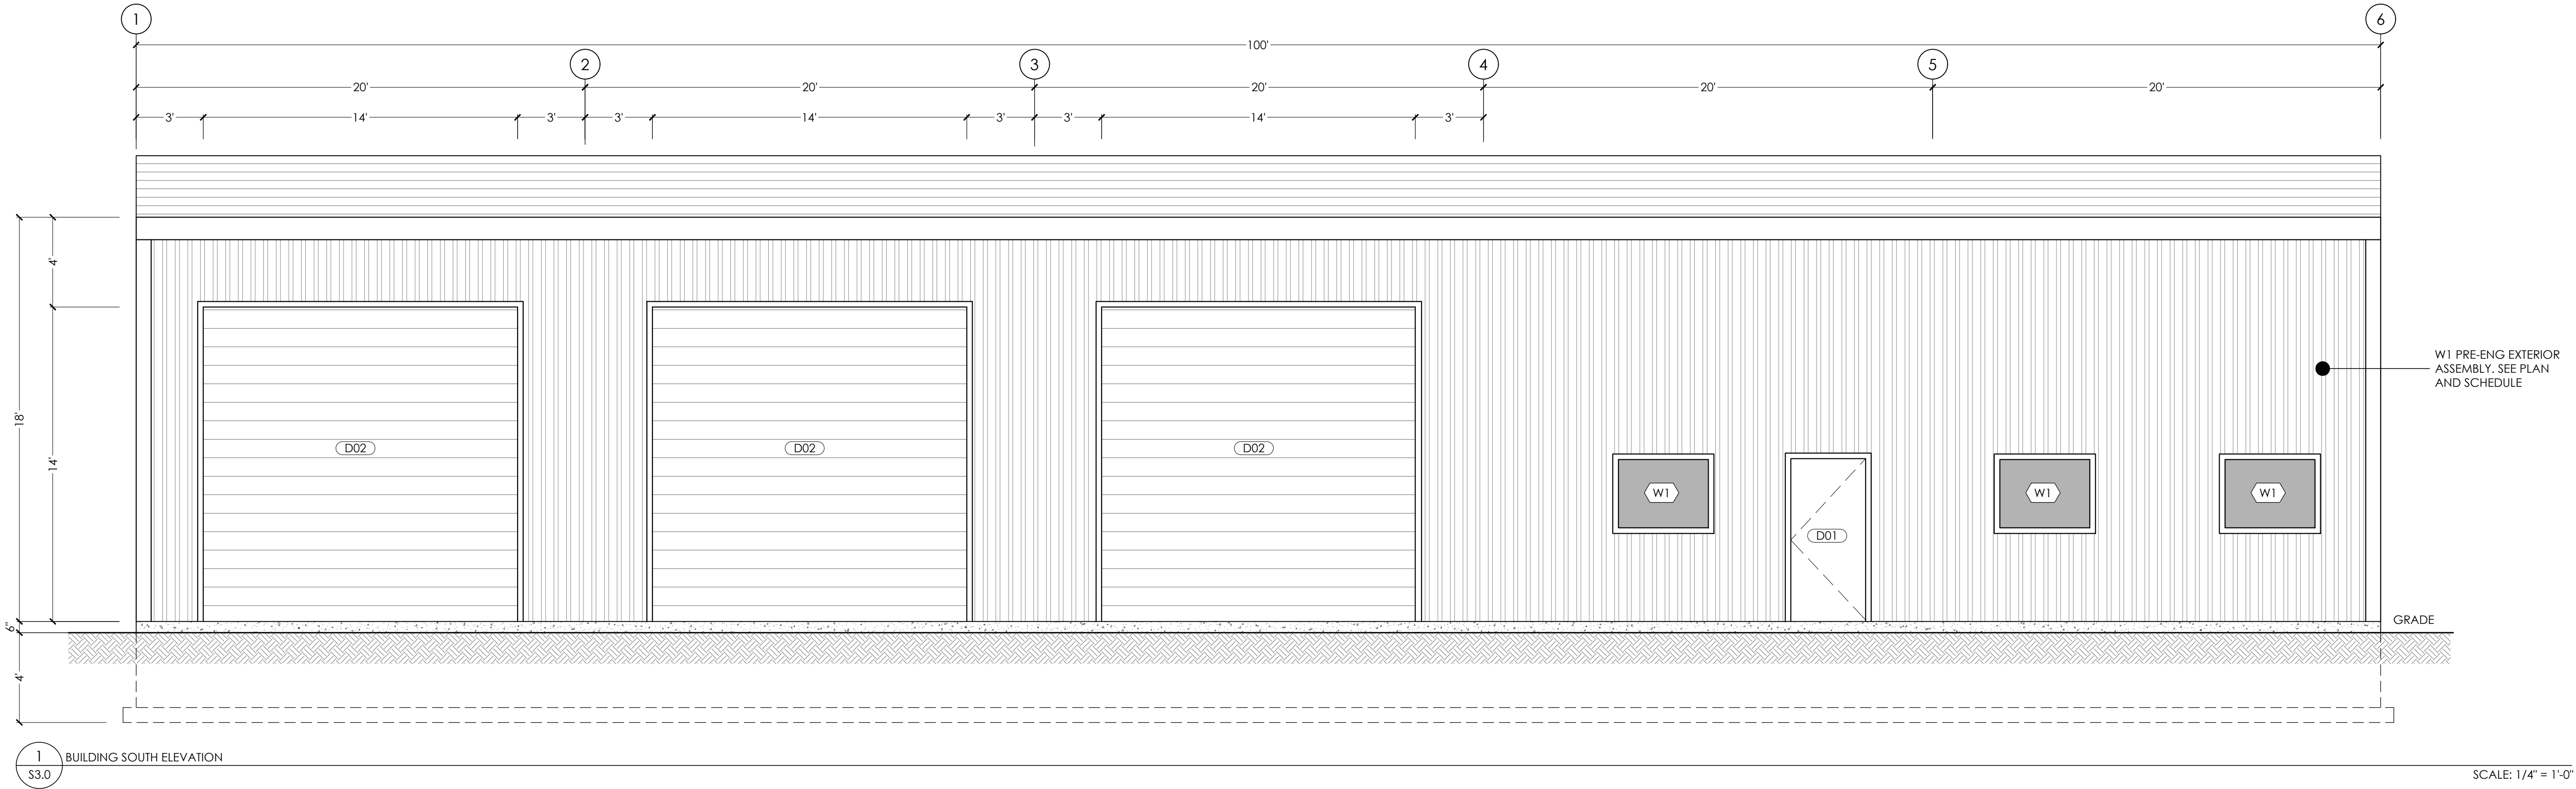 1
6
100'
2
3
4
5
20'
20'
20'
20'
20'
3'
14'
3'
3'
14'
3'
3'
14'
3'
4'
18'
14'
6"
4'
D02
D02
D02
W1
D01
W1
W1
W1 PRE-ENG EXTERIOR
ASSEMBLY. SEE PLAN
AND SCHEDULE
GRADE
1
S3.0
BUILDING SOUTH ELEVATION
SCALE: 1/4" = 1'-0"